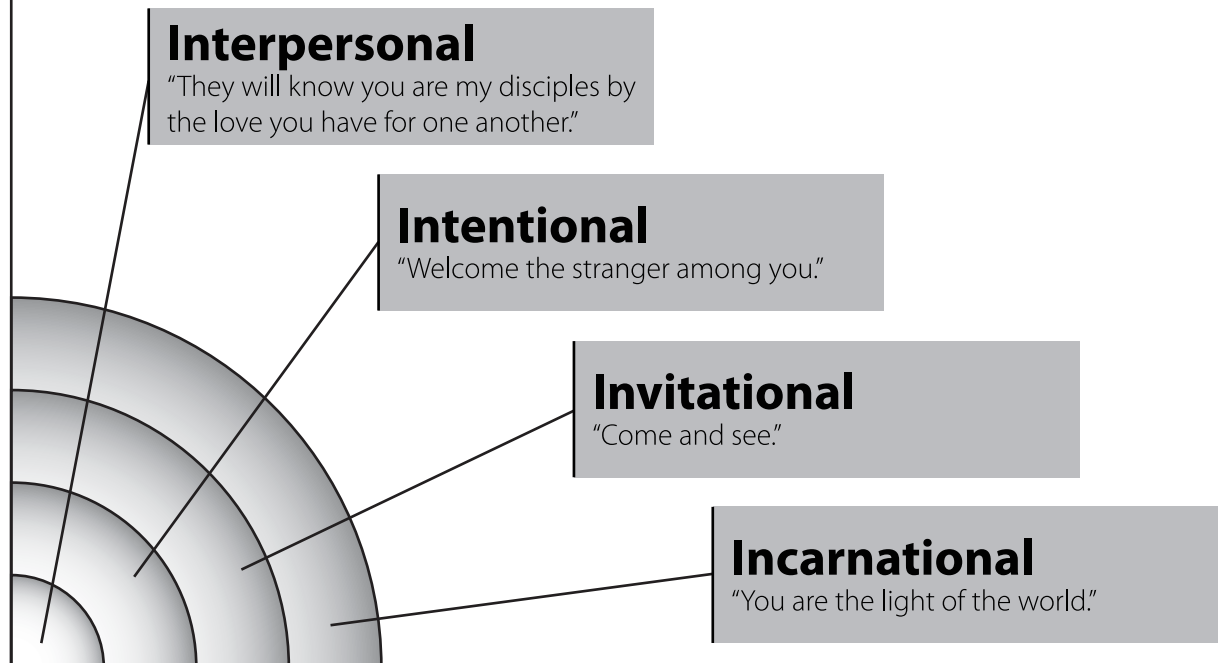 Interpersonal
“They will know you are my disciples by
the love you have for one another.”
Intentional
“Welcome the stranger among you.”
Invitational
“Come and see.”
Incarnational
“You are the light of the world.”